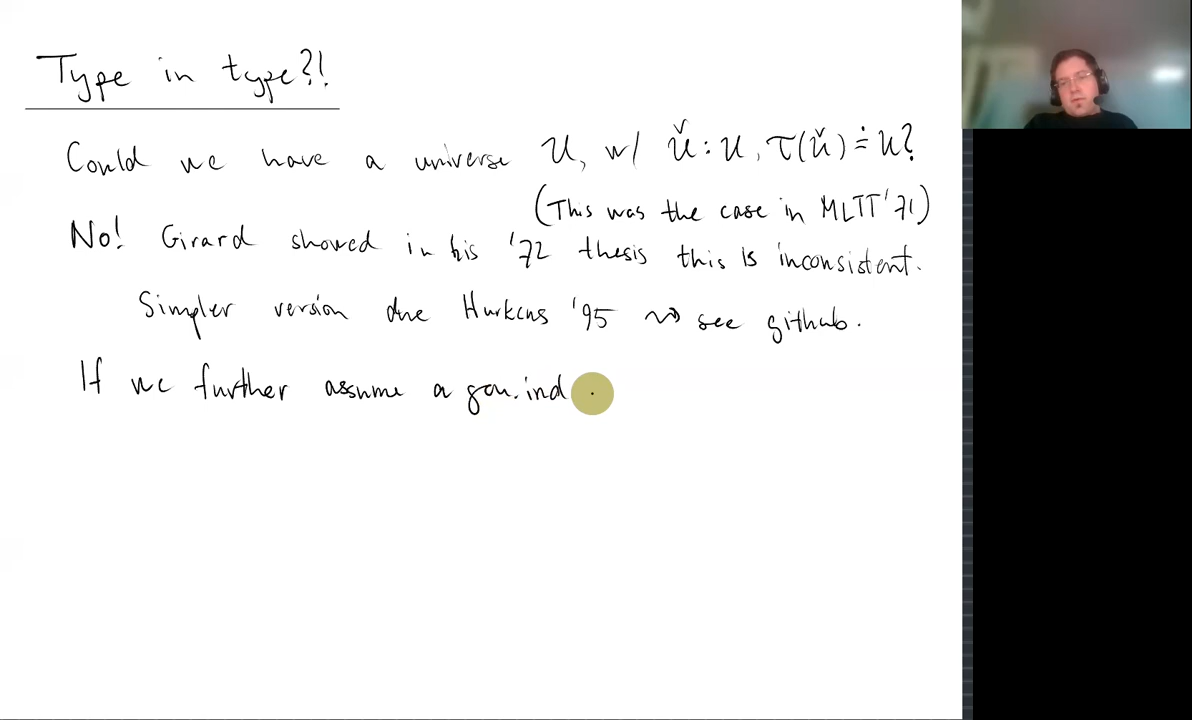 Type in type?!
Could we have a universe 𝒰, w/ 𝒰̌ : 𝒰, 𝒯(𝒰̌) ≐ 𝒰?
(This was the case in MLTT '71)
No! Girard showed in his '72 thesis this is inconsistent.
Simpler version due Hurkens '95 ⇝ see github.
If we further assume a gen. ind